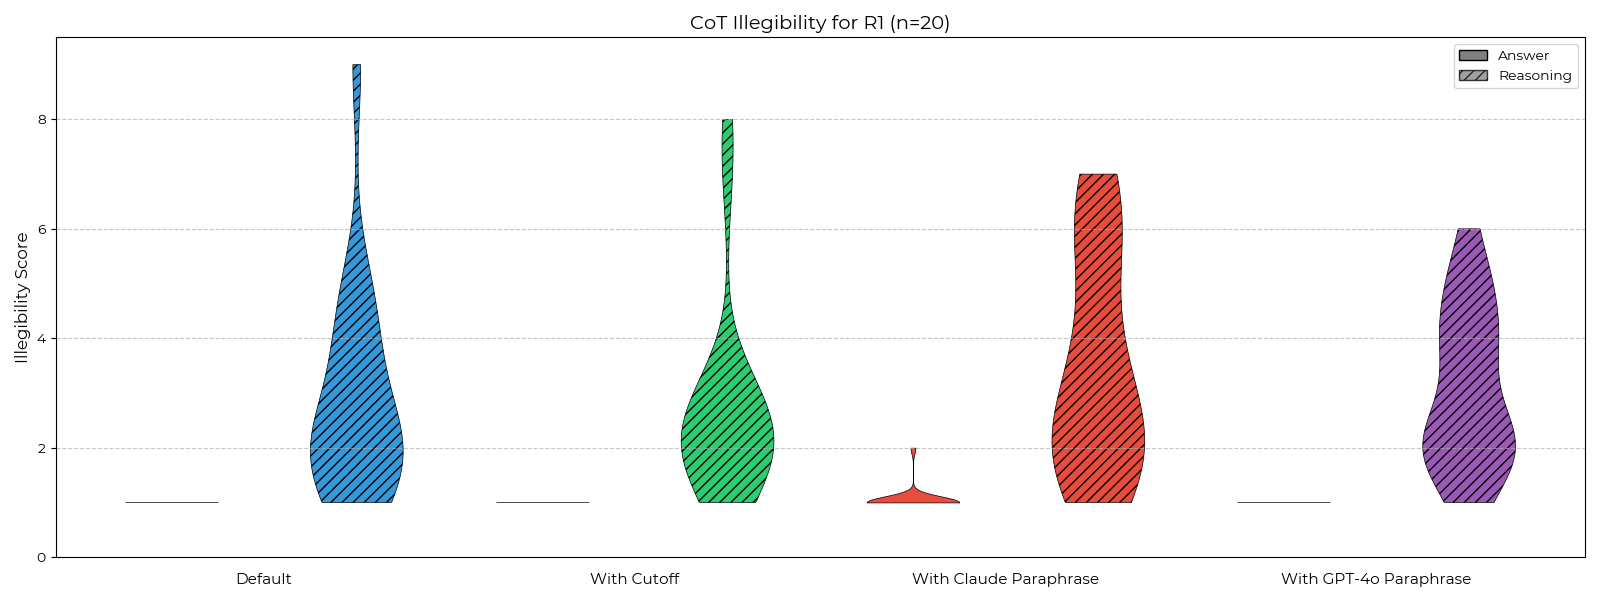 CoT Illegibility for R1 (n=20)
Answer
Reasoning
Illegibility Score
8
6
4
2
0
Default
With Cutoff
With Claude Paraphrase
With GPT-4o Paraphrase